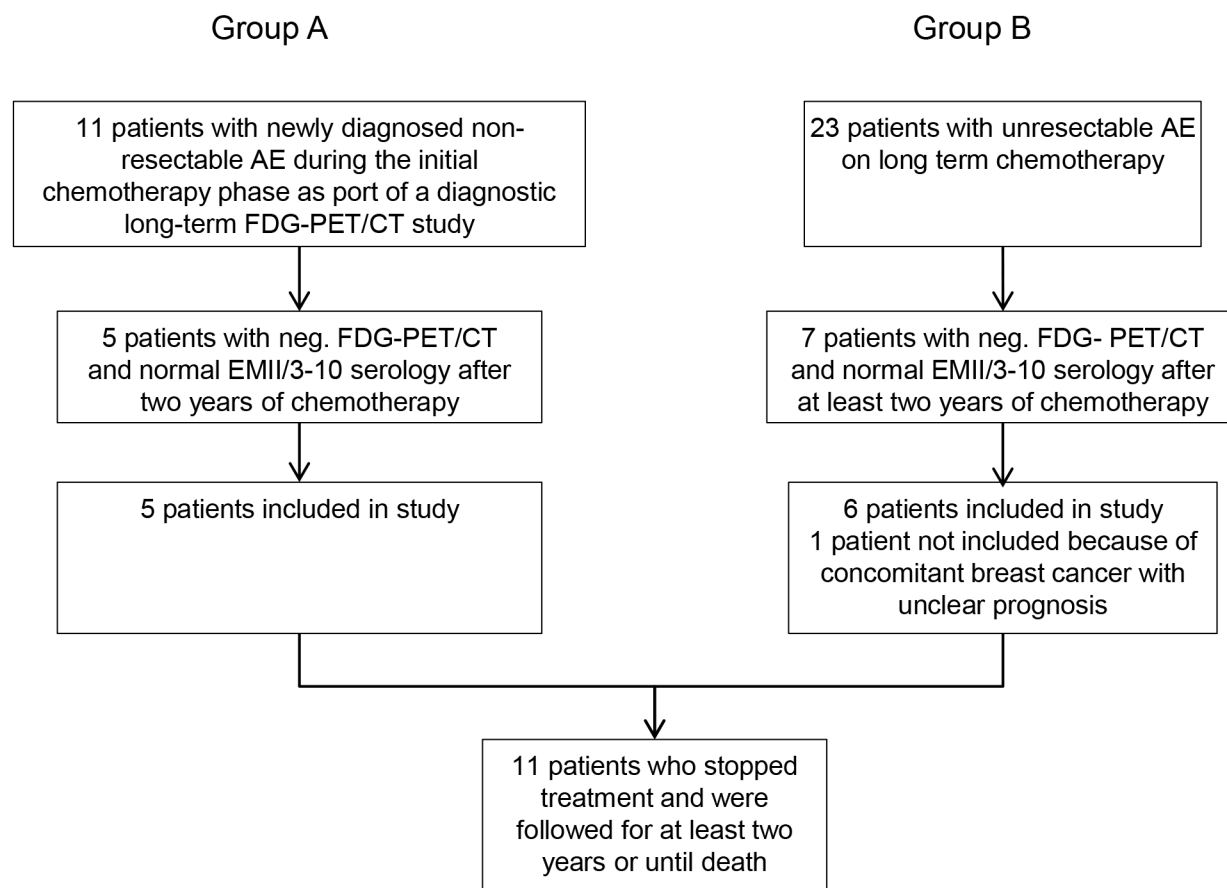 Group A
Group B
11 patients with newly diagnosed non-
resectable AE during the initial
chemotherapy phase as port of a diagnostic
long-term FDG-PET/CT study
23 patients with unresectable AE
on long term chemotherapy
5 patients with neg. FDG-PET/CT
and normal EMII/3-10 serology after
two years of chemotherapy
7 patients with neg. FDG- PET/CT
and normal EMII/3-10 serology after
at least two years of chemotherapy
5 patients included in study
6 patients included in study
1 patient not included because of
concomitant breast cancer with
unclear prognosis
11 patients who stopped
treatment and were
followed for at least two
years or until death